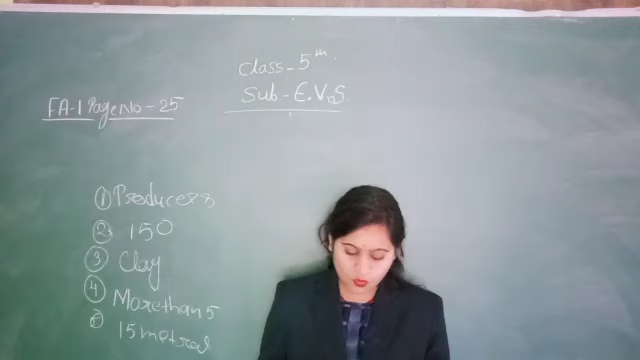 Class-5th
Sub-E.V.S
FA-1 Page No-25
① Producers
② 150
③ Clay
④ More than 5
⑤ 15